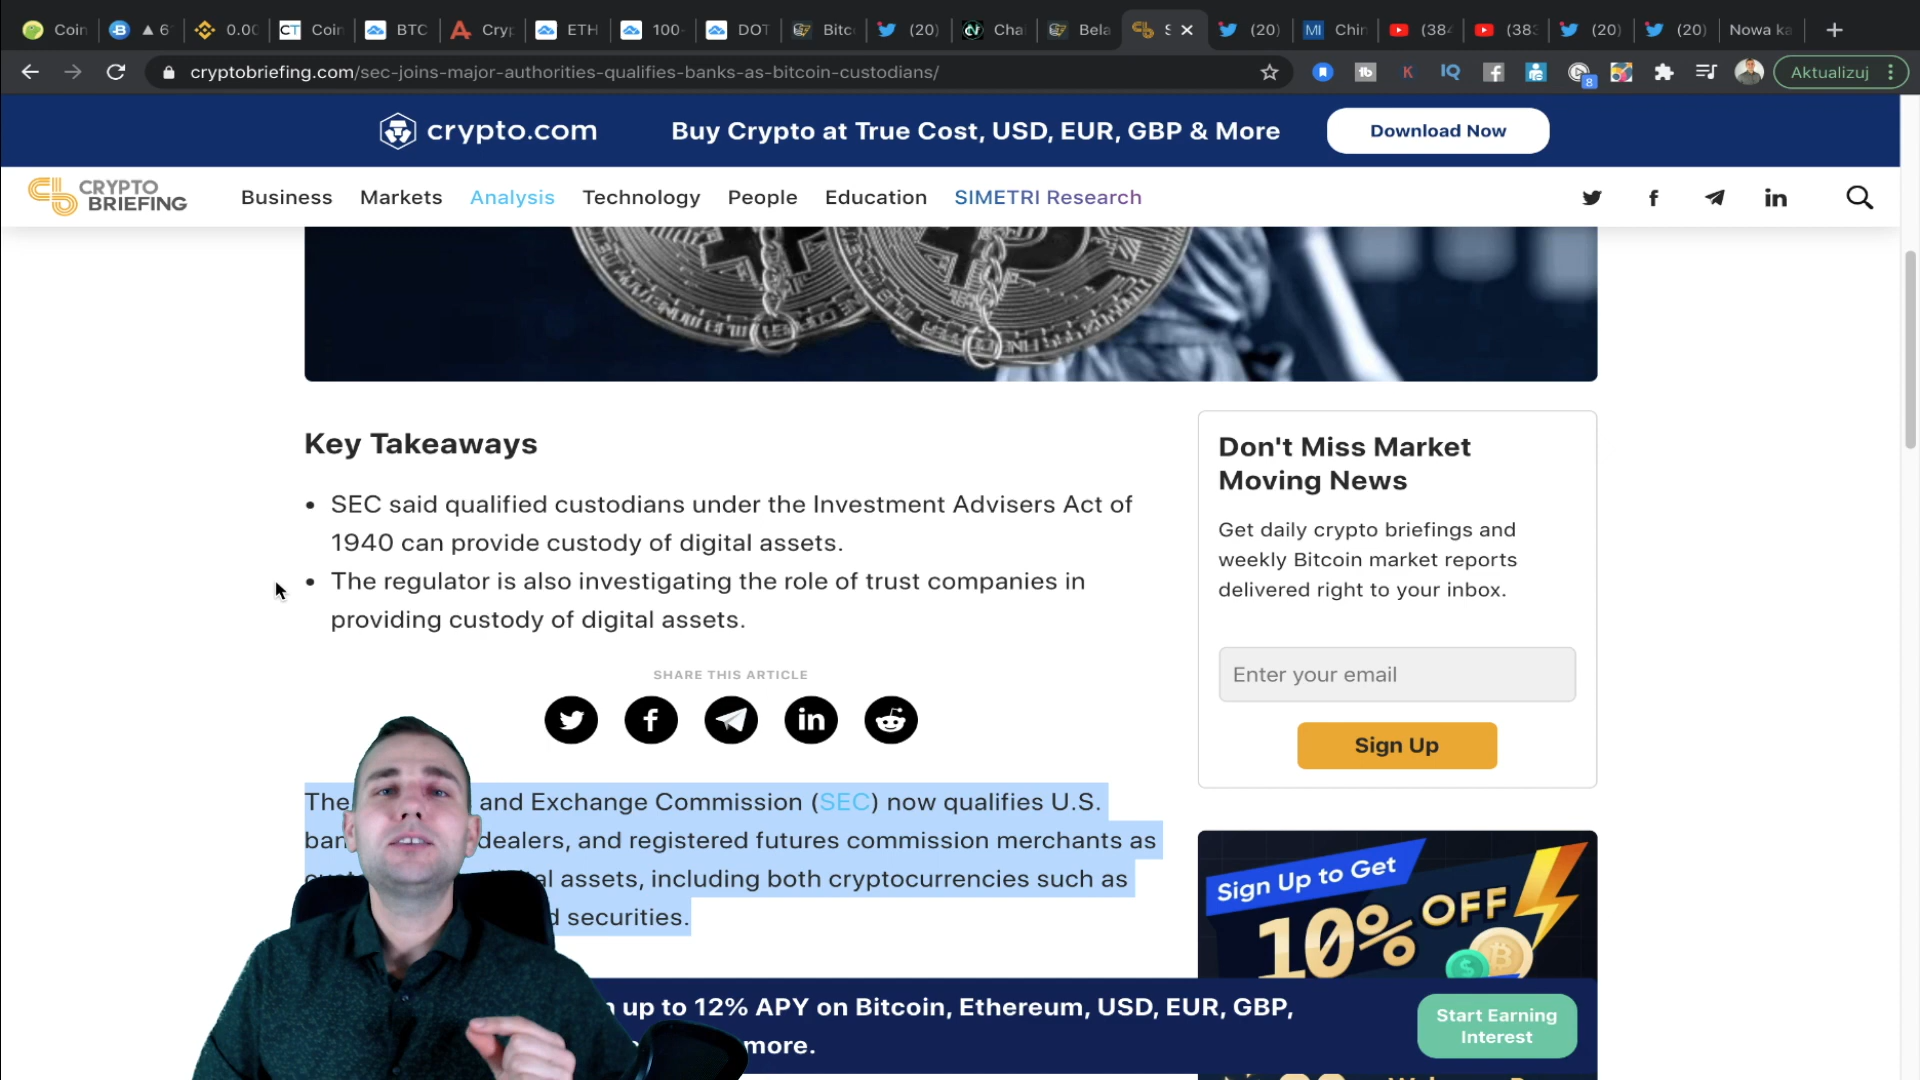 Coin
6
0.00
CT Coin
BTC
Cryp
ETH
100-
DOT
Bitc
(20)
Cha
Bela
S
(20)
MI Chin
(384
(383
(20)
(20)
Nowa ka
cryptobriefing.com/sec-joins-major-authorities-qualifies-banks-as-bitcoin-custodians/
tb
K
IQ
8
Aktualizuj
crypto.com
Buy Crypto at True Cost, USD, EUR, GBP & More
Download Now
CRYPTO
BRIEFING
Business
Markets
Analysis
Technology
People
Education
SIMETRI Research
Key Takeaways
• SEC said qualified custodians under the Investment Advisers Act of
1940 can provide custody of digital assets.
• The regulator is also investigating the role of trust companies in
providing custody of digital assets.
SHARE THIS ARTICLE
The and Exchange Commission (SEC) now qualifies U.S.
dealers, and registered futures commission merchants as
assets, including both cryptocurrencies such as
securities.
Don't Miss Market
Moving News
Get daily crypto briefings and
weekly Bitcoin market reports
delivered right to your inbox.
Enter your email
Sign Up
Sign Up to Get
10% OFF
up to 12% APY on Bitcoin, Ethereum, USD, EUR, GBP,
more.
Start Earning
Interest